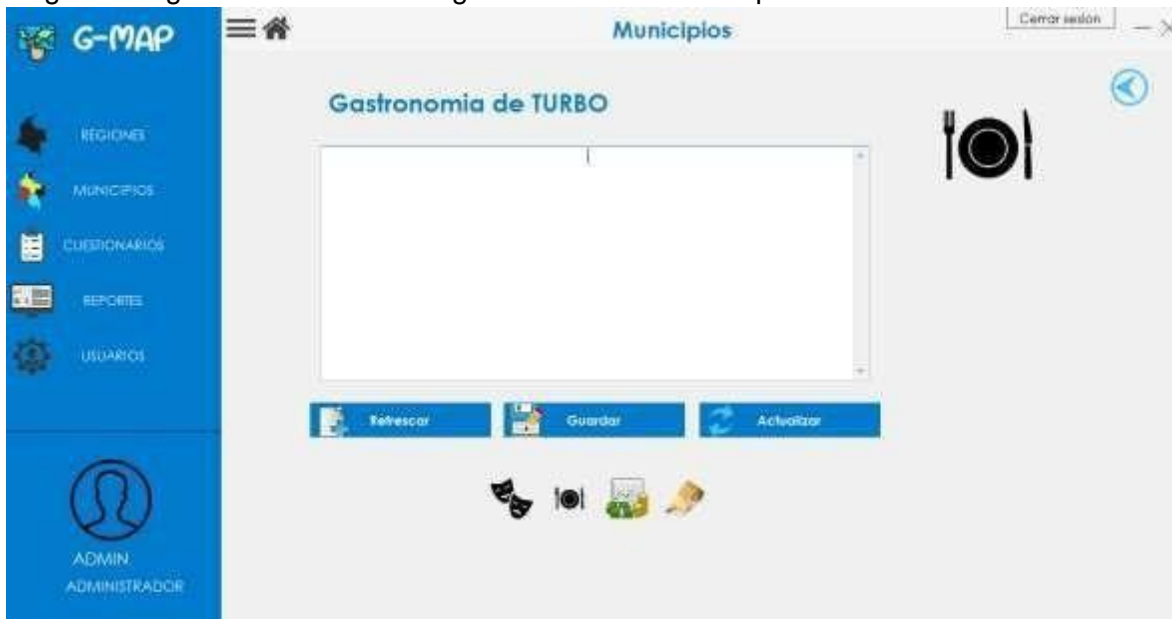 G-MAP
Municipios
Cerrar sesion
Gastronomia de TURBO
REGIONES
MUNICIPIOS
CUESTIONARIOS
REPORTES
USUARIOS
Refrescar
Guardar
Actualizar
ADMIN
ADMINISTRADOR